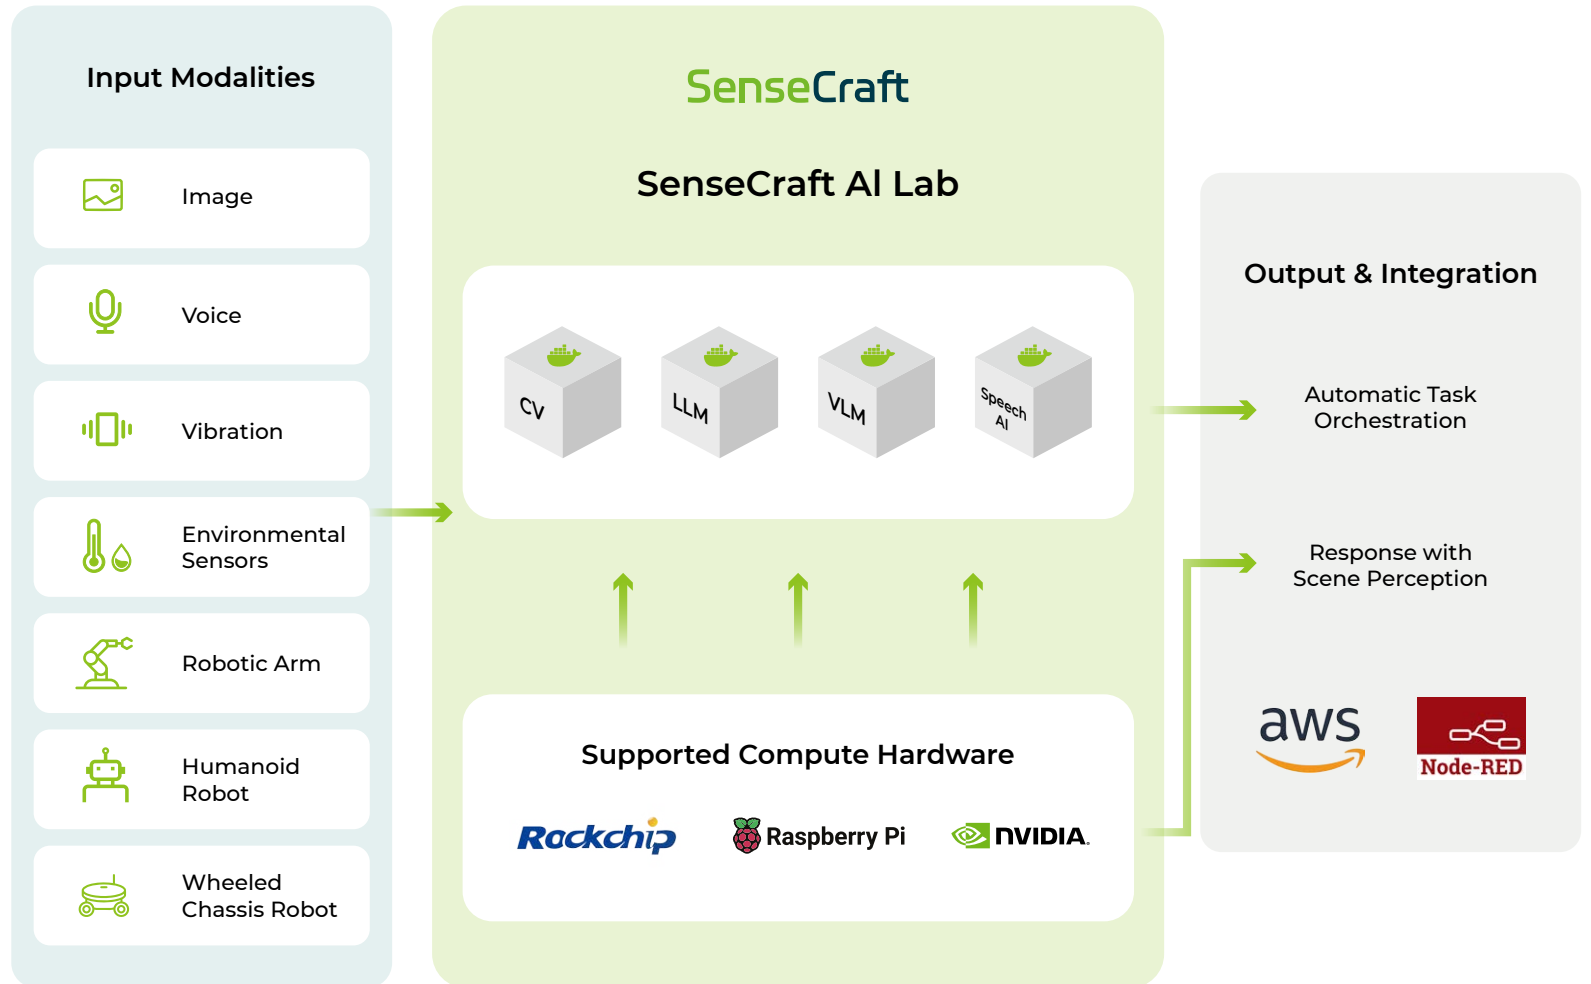 Input Modalities
Image
Voice
Vibration
Environmental
Sensors
Robotic Arm
Humanoid
Robot
Wheeled
Chassis Robot
SenseCraft
SenseCraft Al Lab
CV
LLM
VLM
Speech
AI
Supported Compute Hardware
Rockchip
Raspberry Pi
NVIDIA.
Output & Integration
Automatic Task
Orchestration
Response with
Scene Perception
aws
Node-RED